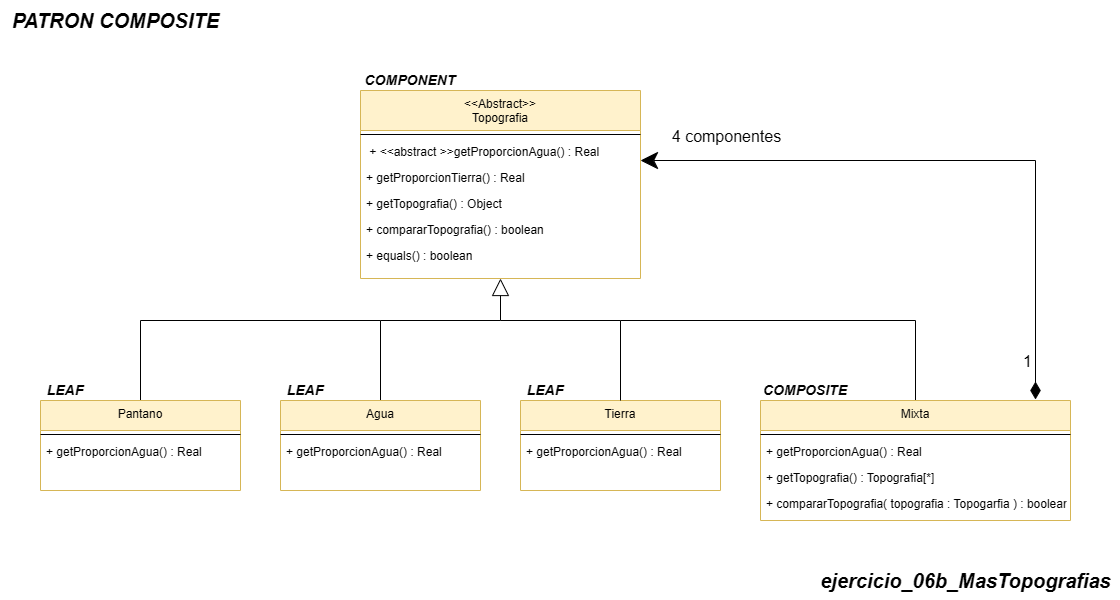 PATRON COMPOSITE
COMPONENT
<<Abstract>>
Topografia
+ <<abstract >>getProporcionAgua() : Real
+ getProporcionTierra() : Real
+ getTopografia() : Object
+ compararTopografia() : boolean
+ equals() : boolean
4 componentes
1
LEAF
Pantano
+ getProporcionAgua() : Real
LEAF
Agua
+ getProporcionAgua() : Real
LEAF
Tierra
+ getProporcionAgua() : Real
COMPOSITE
Mixta
+ getProporcionAgua() : Real
+ getTopografia() : Topografia[*]
+ compararTopografia( topografia : Topogarfia ) : boolear
ejercicio_06b_MasTopografias